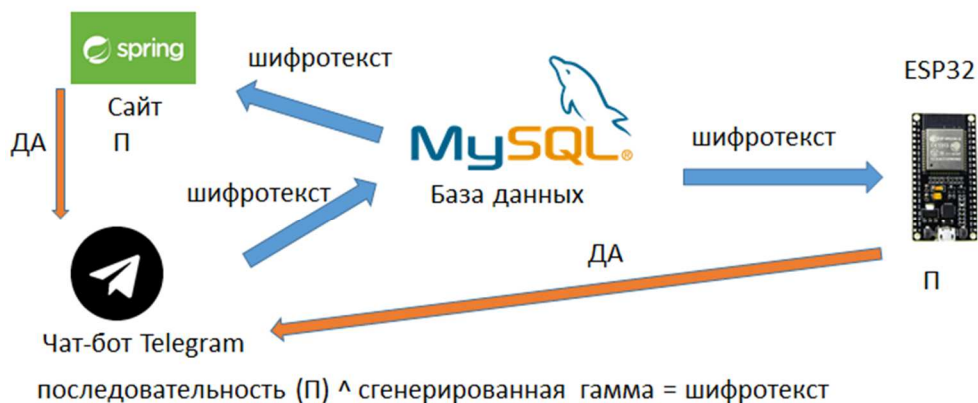 spring
шифротекст
ESP32
Сайт
ДА
П
MySQL®
шифротекст
шифротекст
База данных
ДА
П
Чат-бот Telegram
последовательность (П) ^ сгенерированная гамма = шифротекст